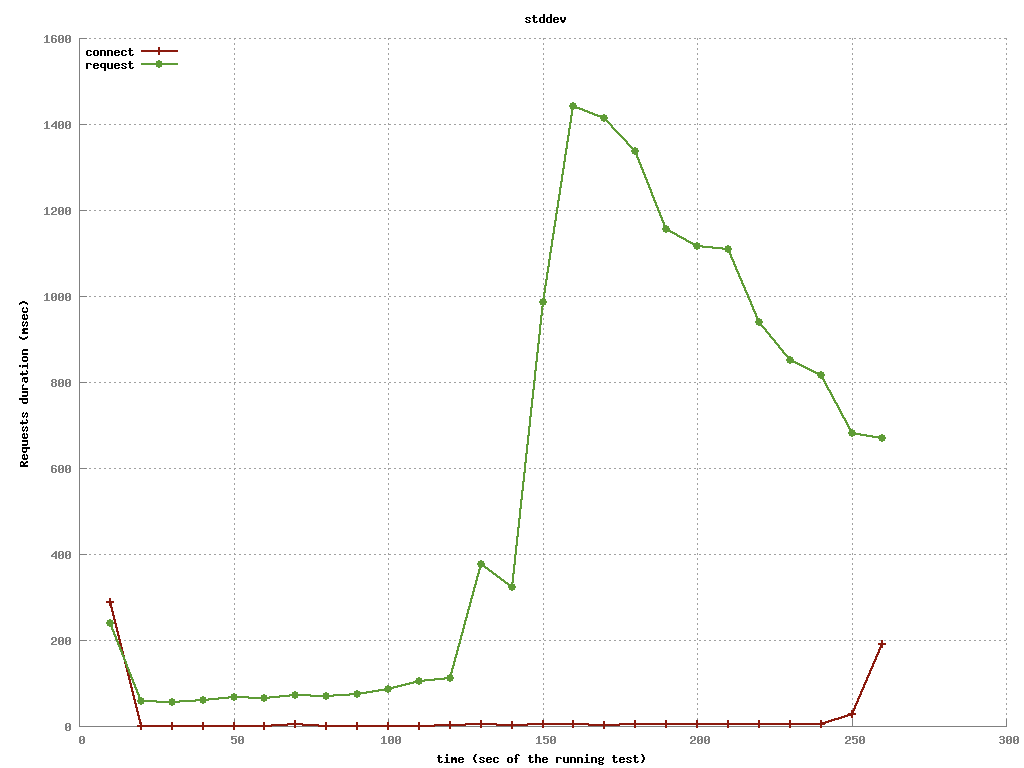 stddev
connect
request
1600
1400
1200
1000
800
600
400
200
0
Requests duration (msec)
0 50 100 150 200 250 300
time (sec of the running test)